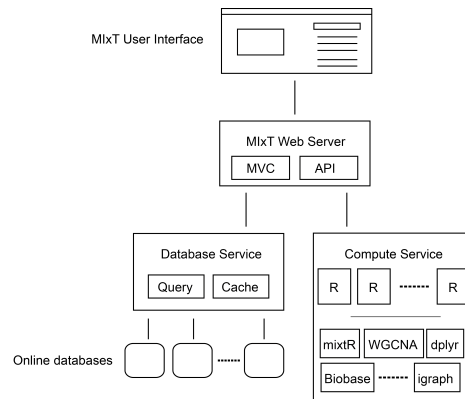 MIxT User Interface
MIxT Web Server
MVC API
Database Service
Query Cache
Compute Service
R R R
Online databases
mixtR WGCNA dplyr
Biobase igraph